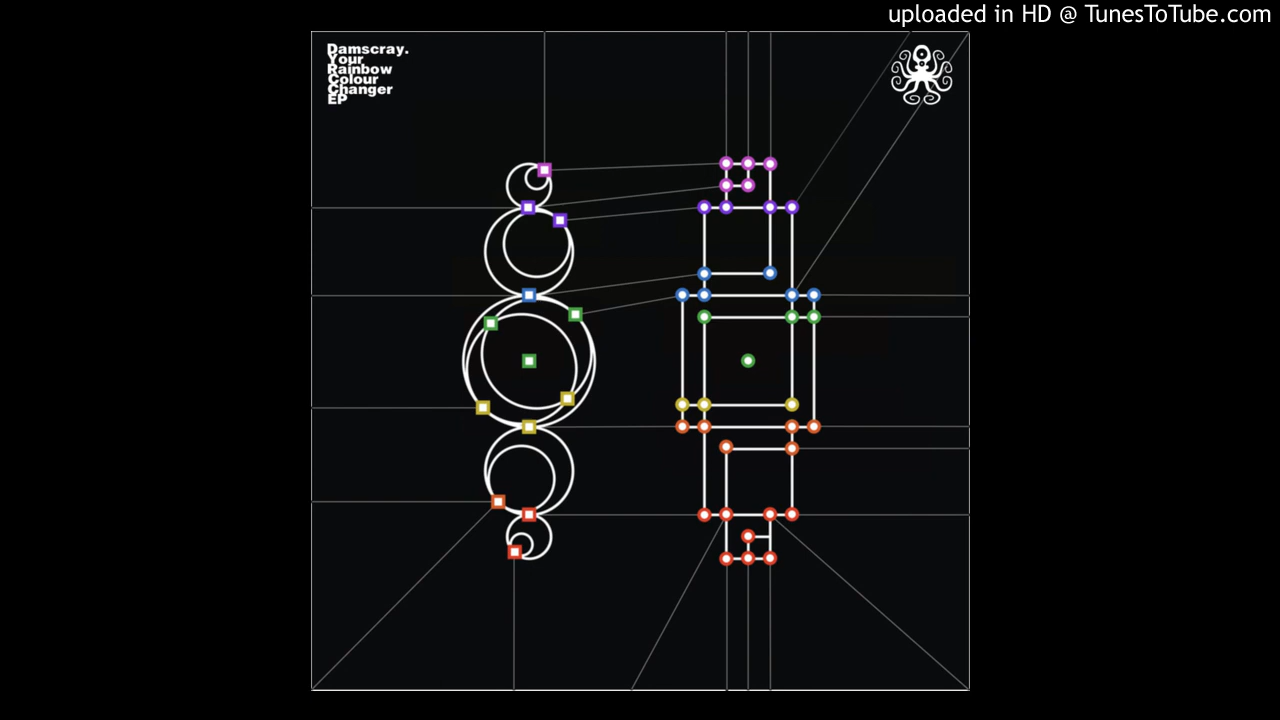 uploaded in HD @ TunesToTube.com
Damscray.
Your
Rainbow
Colour
Changer
EP